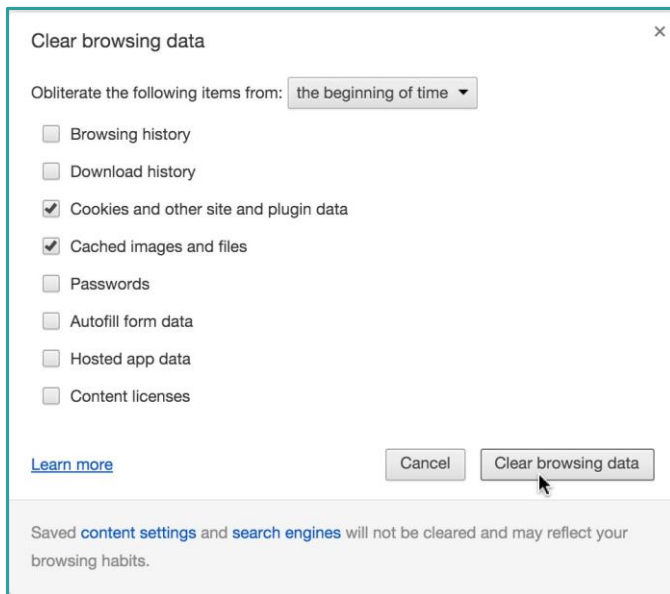 Clear browsing data
×
Obliterate the following items from: the beginning of time
Browsing history
Download history
Cookies and other site and plugin data
Cached images and files
Passwords
Autofill form data
Hosted app data
Content licenses
Learn more Cancel Clear browsing data
Saved content settings and search engines will not be cleared and may reflect your
browsing habits.